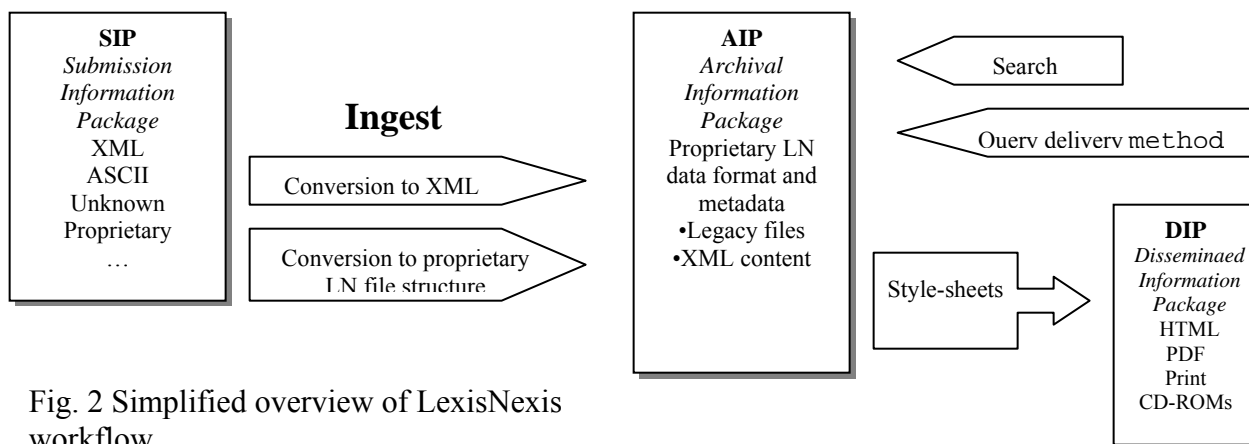 SIP
Submission
Information
Package
XML
ASCII
Unknown
Proprietary
…
Ingest
Conversion to XML
Conversion to proprietary
LN file structure
AIP
Archival
Information
Package
Proprietary LN
data format and
metadata
•Legacy files
•XML content
Search
Query delivery method
Style-sheets
DIP
Disseminaed
Information
Package
HTML
PDF
Print
CD-ROMs
Fig. 2 Simplified overview of LexisNexis
workflow